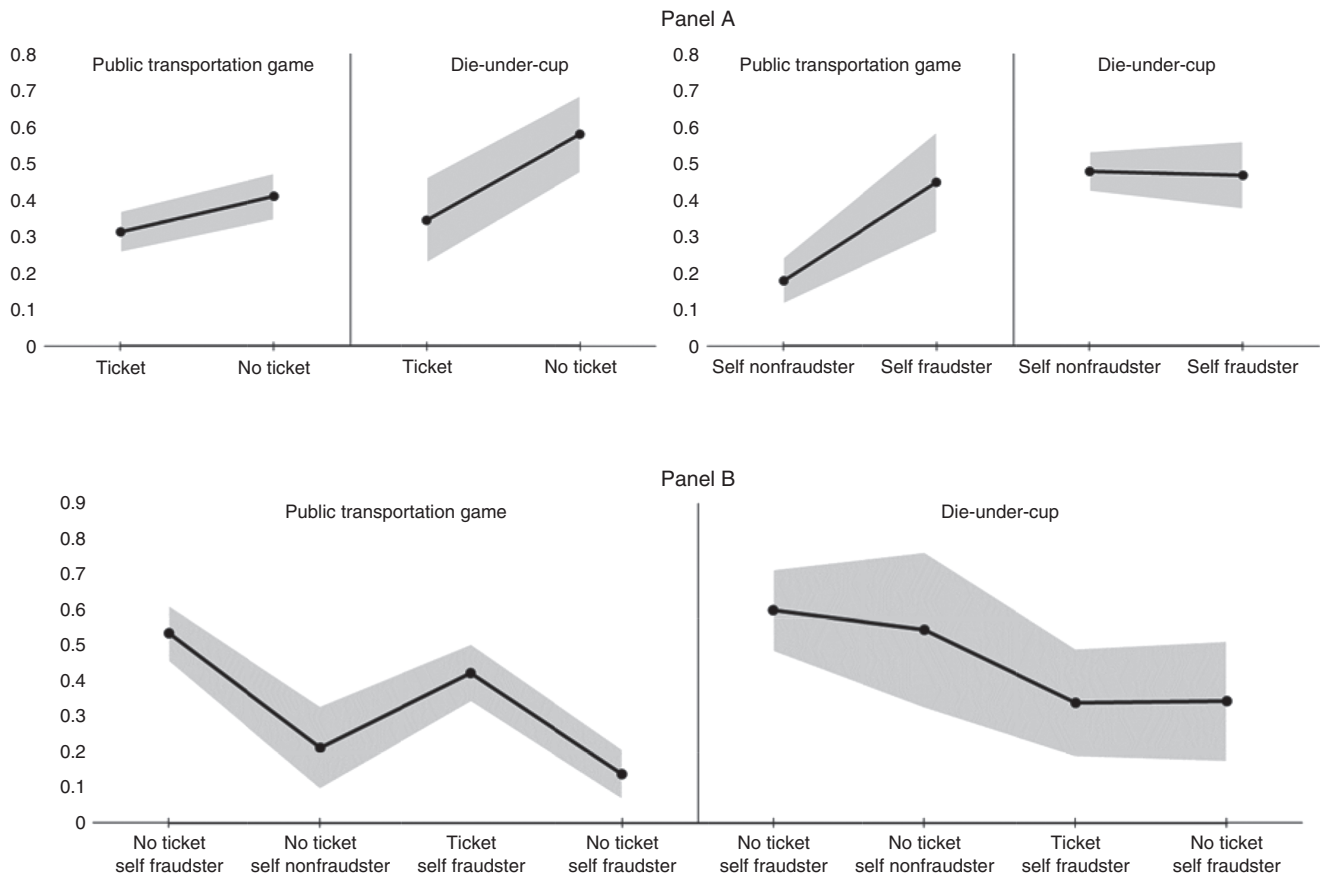 Panel A
0.8
0.7
0.6
0.5
0.4
0.3
0.2
0.1
0
Public transportation game
Die-under-cup
Ticket
No ticket
Ticket
No ticket
0.8
0.7
0.6
0.5
0.4
0.3
0.2
0.1
0
Public transportation game
Die-under-cup
Self nonfraudster
Self fraudster
Self nonfraudster
Self fraudster
Panel B
0.9
0.8
0.7
0.6
0.5
0.4
0.3
0.2
0.1
0
Public transportation game
Die-under-cup
No ticket
self fraudster
No ticket
self nonfraudster
Ticket
self fraudster
No ticket
self fraudster
No ticket
self fraudster
No ticket
self nonfraudster
Ticket
self fraudster
No ticket
self fraudster